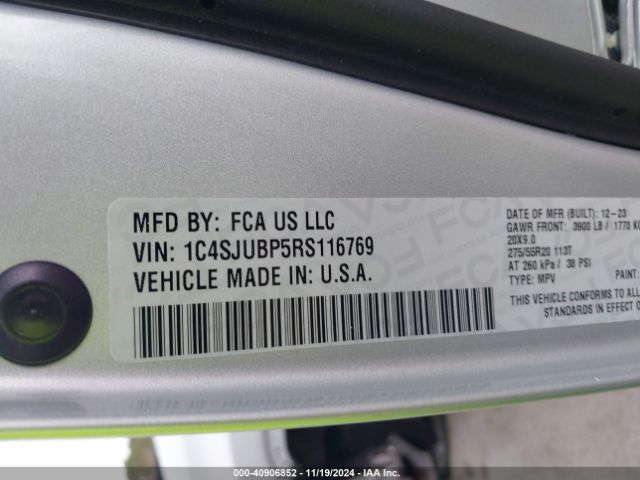 MFD BY: FCA US LLC
VIN: 1C4SJUBP5RS116769
VEHICLE MADE IN: U.S.A.
DATE OF MFR (BUILT): 12-23
GAWR FRONT: 3900 LB / 1770 KG
20X9.0
275/55R20 113T
AT 260 kPa / 38 PSI
TYPE: MPV
PAINT:
THIS VEHICLE CONFORMS TO ALL
STANDARDS IN EFFECT O
000-40906852 - 11/19/2024 - IAA Inc.